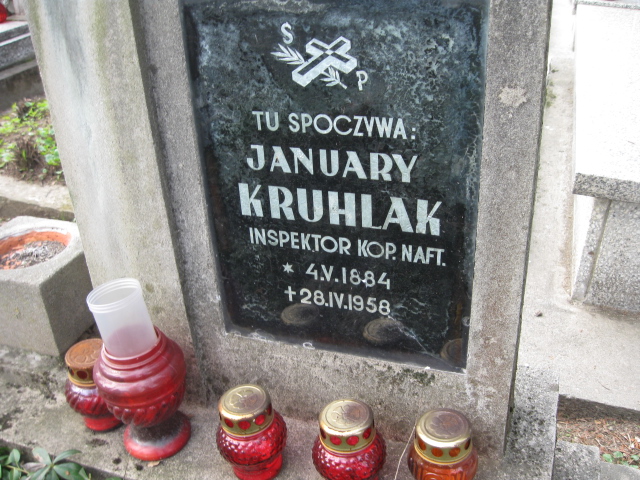 S P
TU SPOCZYWA:
JANUARY
KRUHLAK
INSPEKTOR KOP. NAFT.
* 4.V.1884
✝ 28.IV.1958